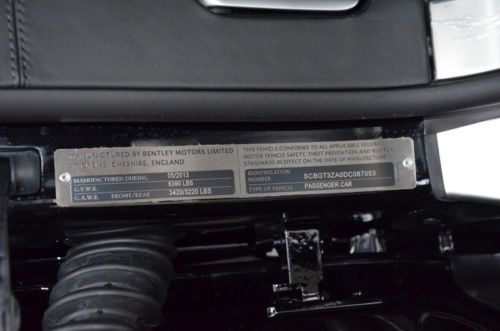 MANUFACTURED BY BENTLEY MOTORS LIMITED
CREWE, CHESHIRE, ENGLAND
MANUFACTURED DURING 05/2013
G.V.W.R. 6390 LBS
G.A.W.R. FRONT/REAR 3420/3220 LBS
THIS VEHICLE CONFORMS TO ALL APPLICABLE FEDERAL
MOTOR VEHICLE SAFETY, THEFT PREVENTION AND BUMPER
STANDARDS IN EFFECT ON THE DATE OF MANUFACTURE
IDENTIFICATION NUMBER SCBGT3ZA0DC087053
TYPE OF VEHICLE PASSENGER CAR